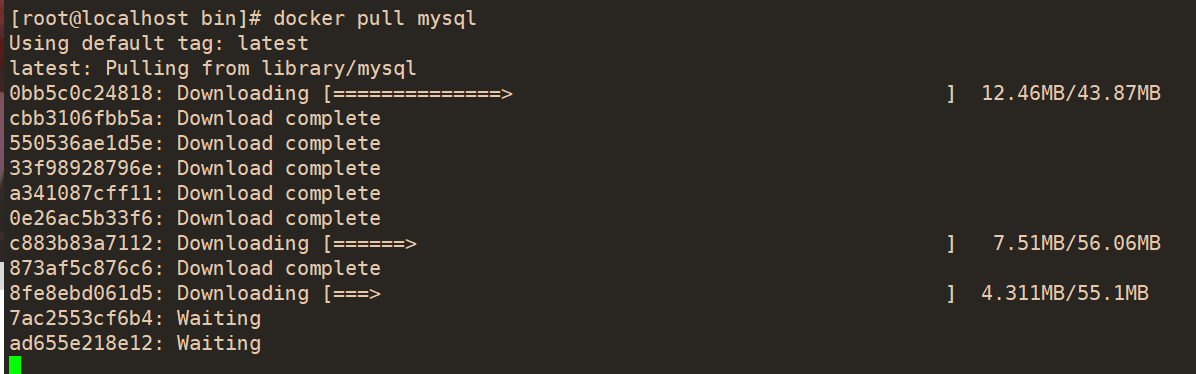 [root@localhost bin]# docker pull mysql
Using default tag: latest
latest: Pulling from library/mysql
0bb5c0c24818: Downloading [==============>                                    ]  12.46MB/43.87MB
cbb3106fbb5a: Download complete
550536ae1d5e: Download complete
33f98928796e: Download complete
a341087cff11: Download complete
0e26ac5b33f6: Download complete
c883b83a7112: Downloading [======>                                            ]   7.51MB/56.06MB
873af5c876c6: Download complete
8fe8ebd061d5: Downloading [===>                                               ]  4.311MB/55.1MB
7ac2553cf6b4: Waiting
ad655e218e12: Waiting